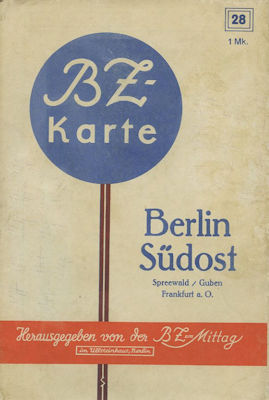 28
1 Mk.
BZ-
Karte
Berlin
Südost
Spreewald / Guben
Frankfurt a. O.
Herausgegeben von der BZ am Mittag
Im Ullsteinhaus, Berlin